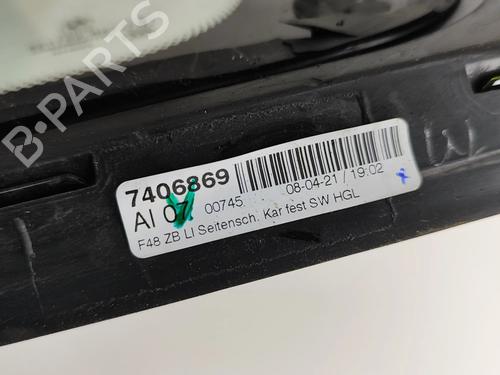 B-PARTS
7406869
AI 07 00745 08-04-21 / 19:02
F48 ZB LI Seitensch. Kar fest SW HGL